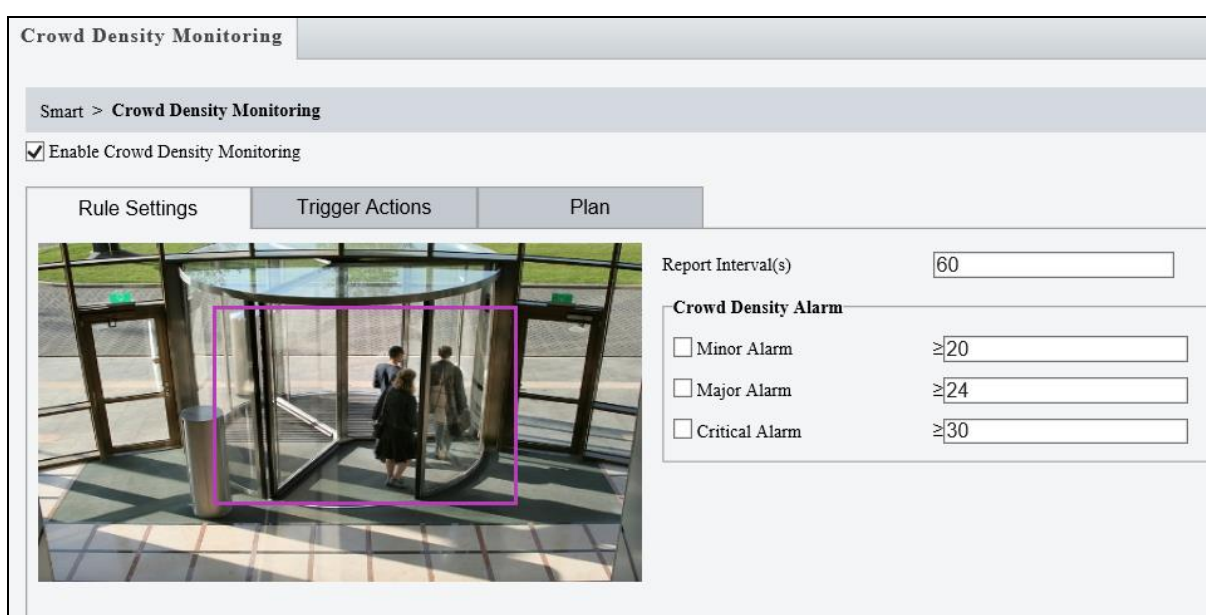 Crowd Density Monitoring
Smart > Crowd Density Monitoring
Enable Crowd Density Monitoring
Rule Settings Trigger Actions Plan
Report Interval(s) 60
Crowd Density Alarm
Minor Alarm ≥20
Major Alarm ≥24
Critical Alarm ≥30